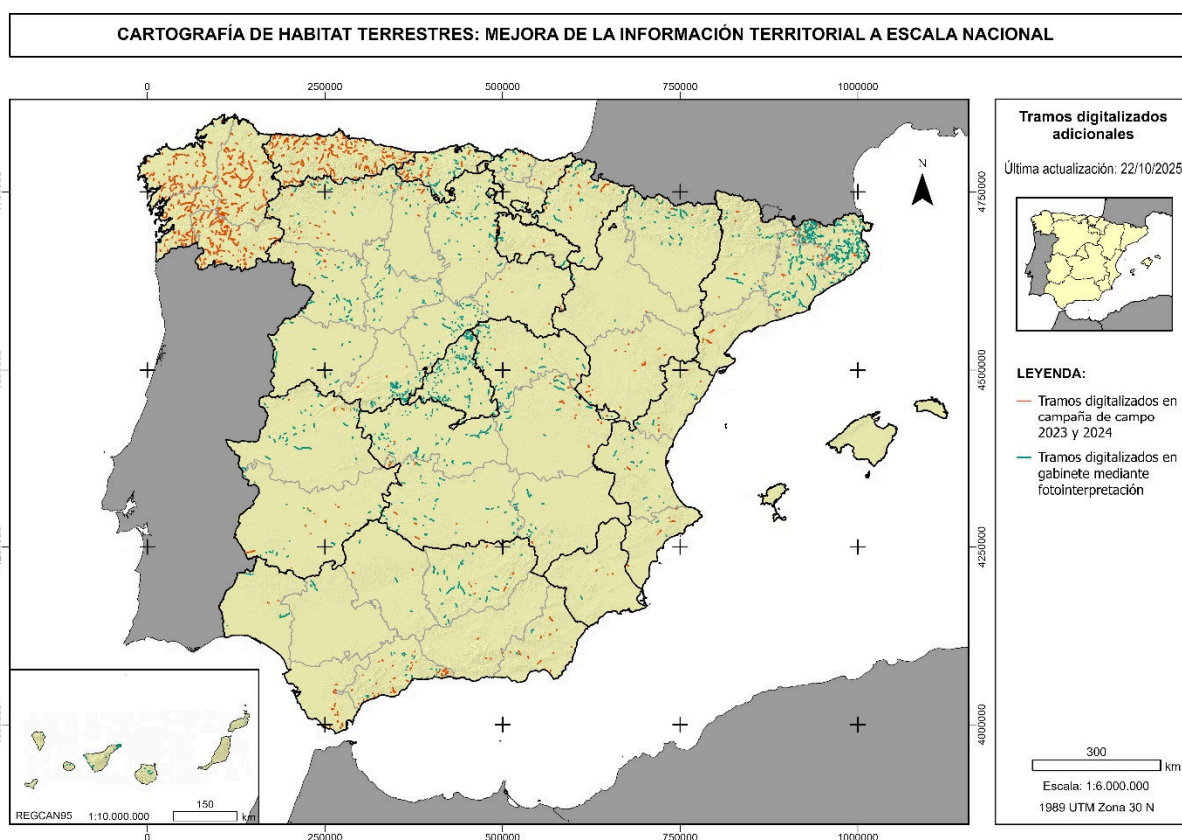 CARTOGRAFÍA DE HABITAT TERRESTRES: MEJORA DE LA INFORMACIÓN TERRITORIAL A ESCALA NACIONAL
0
250000
500000
750000
1000000
4750000
4500000
4250000
4000000
N
REGCAN95
1:10.000.000
150
km
0
250000
500000
750000
1000000
Tramos digitalizados
adicionales
Última actualización: 22/10/2025
LEYENDA:
Tramos digitalizados en
campaña de campo
2023 y 2024
Tramos digitalizados en
gabinete mediante
fotointerpretación
300
km
Escala: 1:6.000.000
1989 UTM Zona 30 N